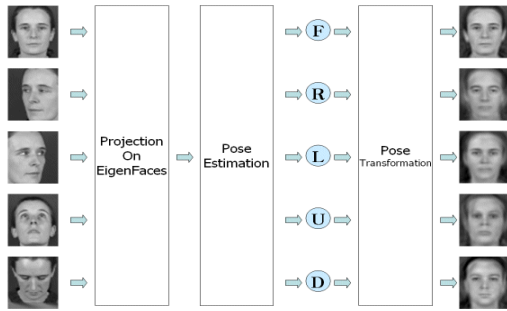 Projection
On
EigenFaces
Pose
Estimation
F
R
L
U
D
Pose
Transformation